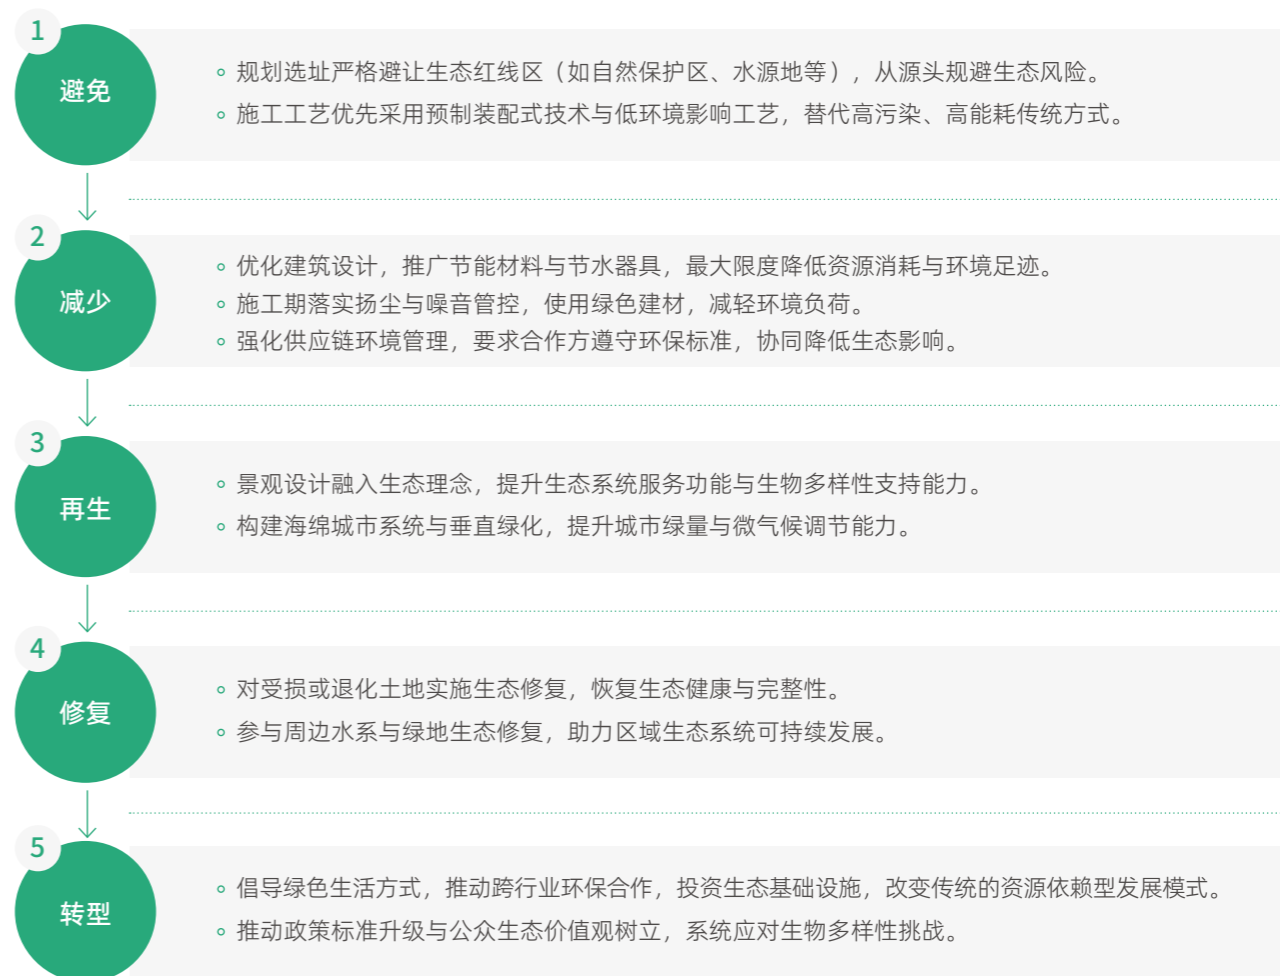 1
避免
规划选址严格避让生态红线区（如自然保护区、水源地等），从源头规避生态风险。
施工工艺优先采用预制装配式技术与低环境影响工艺，替代高污染、高能耗传统方式。
2
减少
优化建筑设计，推广节能材料与节水器具，最大限度降低资源消耗与环境足迹。
施工期落实扬尘与噪音管控，使用绿色建材，减轻环境负荷。
强化供应链环境管理，要求合作方遵守环保标准，协同降低生态影响。
3
再生
景观设计融入生态理念，提升生态系统服务功能与生物多样性支持能力。
构建海绵城市系统与垂直绿化，提升城市绿量与微气候调节能力。
4
修复
对受损或退化土地实施生态修复，恢复生态健康与完整性。
参与周边水系与绿地生态修复，助力区域生态系统可持续发展。
5
转型
倡导绿色生活方式，推动跨行业环保合作，投资生态基础设施，改变传统的资源依赖型发展模式。
推动政策标准升级与公众生态价值观树立，系统应对生物多样性挑战。